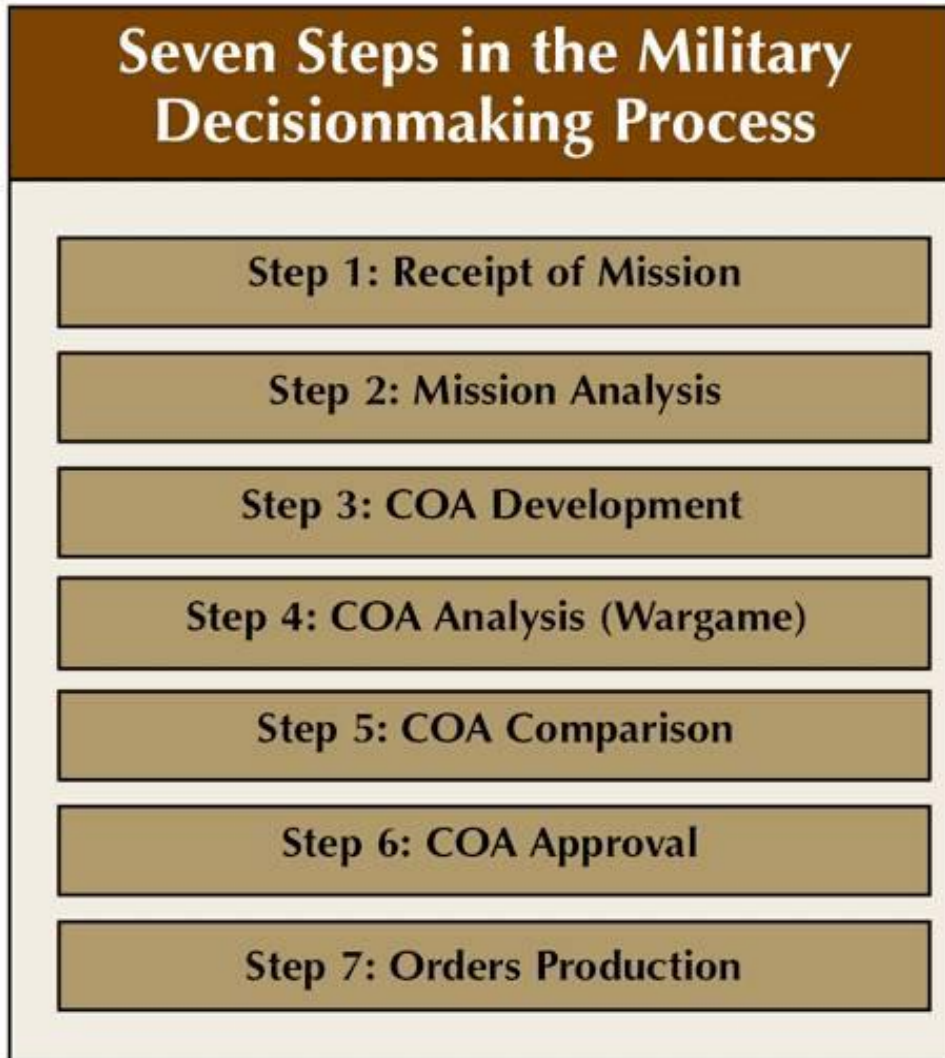 Seven Steps in the Military
Decisionmaking Process
Step 1: Receipt of Mission
Step 2: Mission Analysis
Step 3: COA Development
Step 4: COA Analysis (Wargame)
Step 5: COA Comparison
Step 6: COA Approval
Step 7: Orders Production